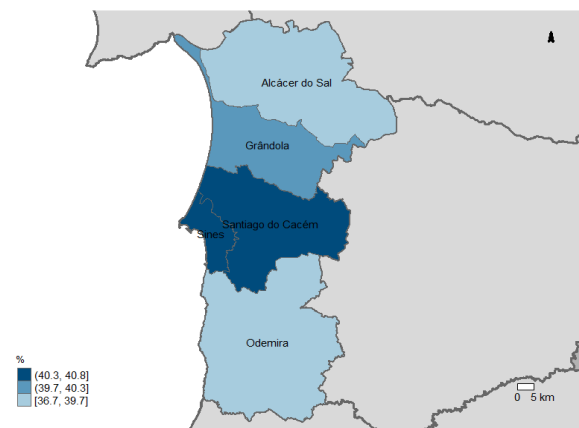 Alcácer do Sal
Grândola
Santiago do Cacém
Sines
Odemira
%
(40.3, 40.8]
(39.7, 40.3]
[36.7, 39.7]
0 5 km